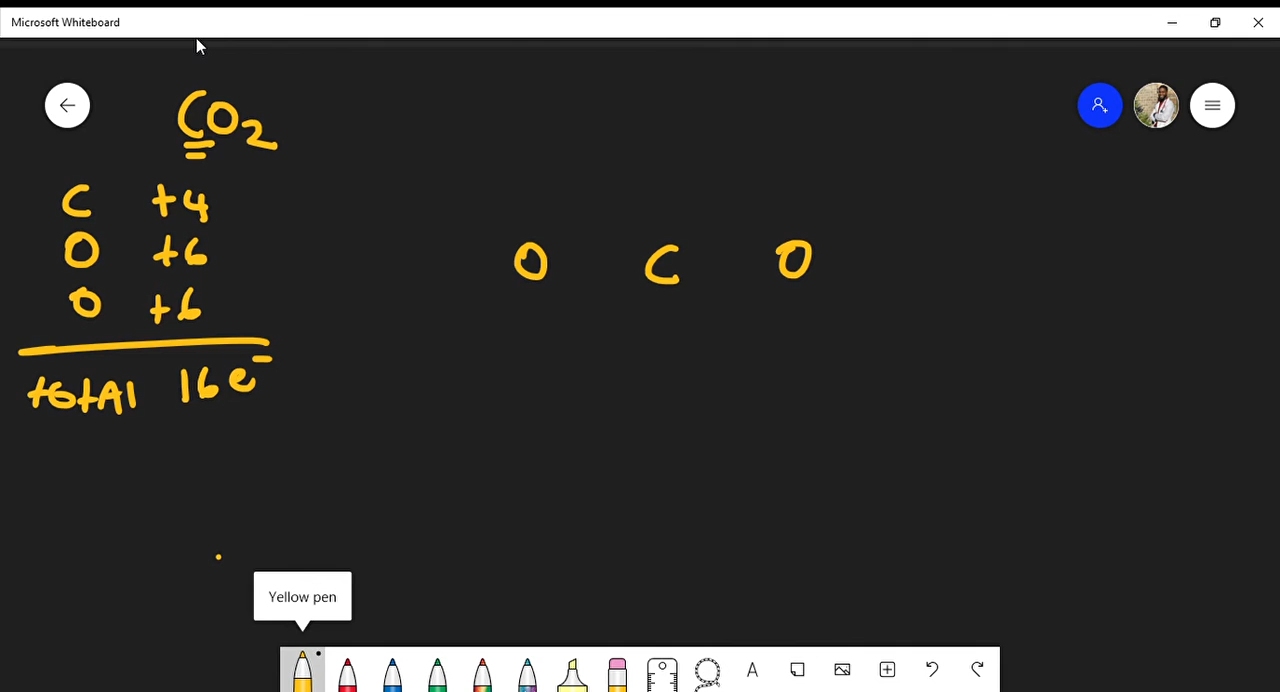 Microsoft Whiteboard
CO2
C +4
O +6
O +6
O C O
total 16e⁻
Yellow pen
A